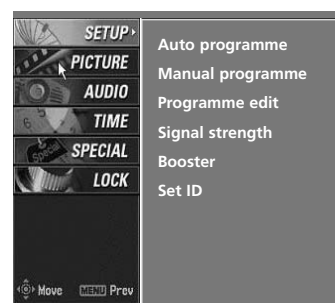 SETUP
PICTURE
AUDIO
TIME
SPECIAL
LOCK
Move MENU Prev
Auto programme
Manual programme
Programme edit
Signal strength
Booster
Set ID